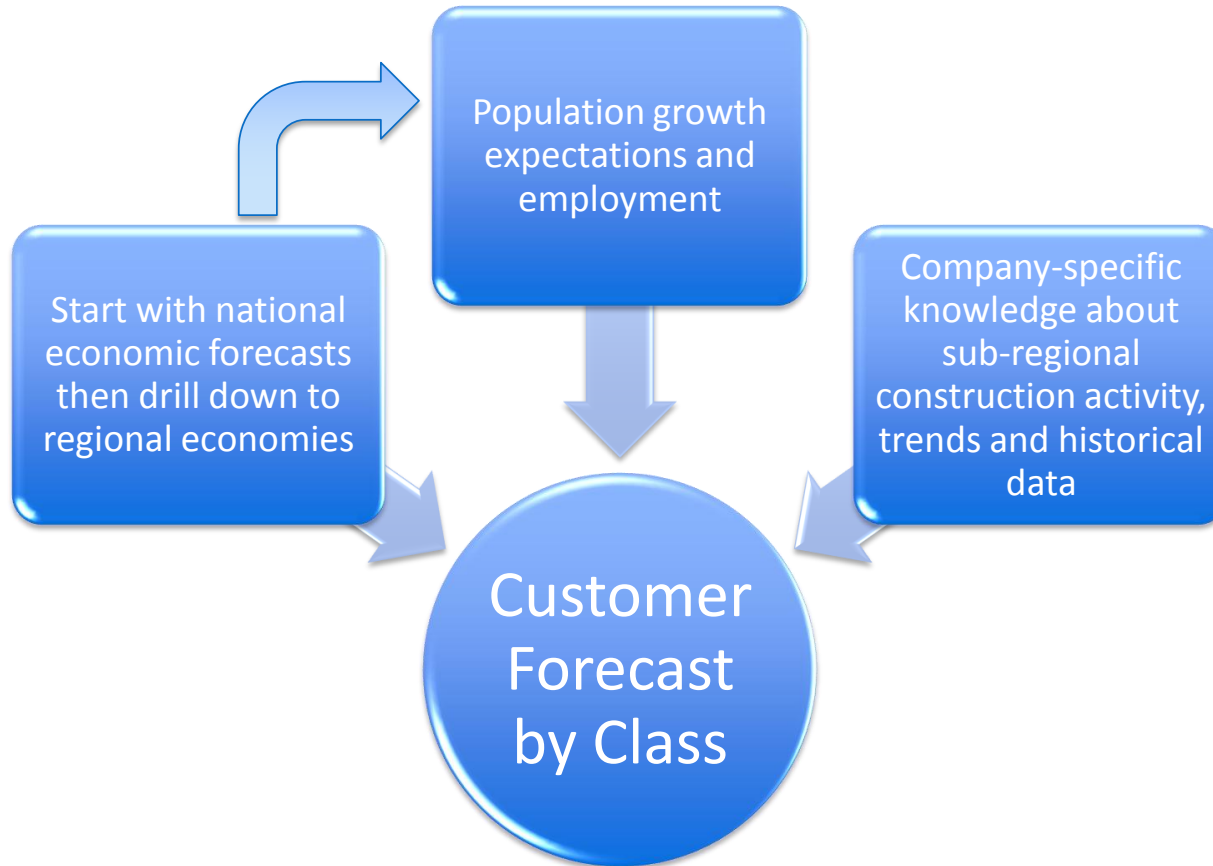 Population growth
expectations and
employment
Start with national
economic forecasts
then drill down to
regional economies
Company-specific
knowledge about
sub-regional
construction activity,
trends and historical
data
Customer
Forecast
by Class